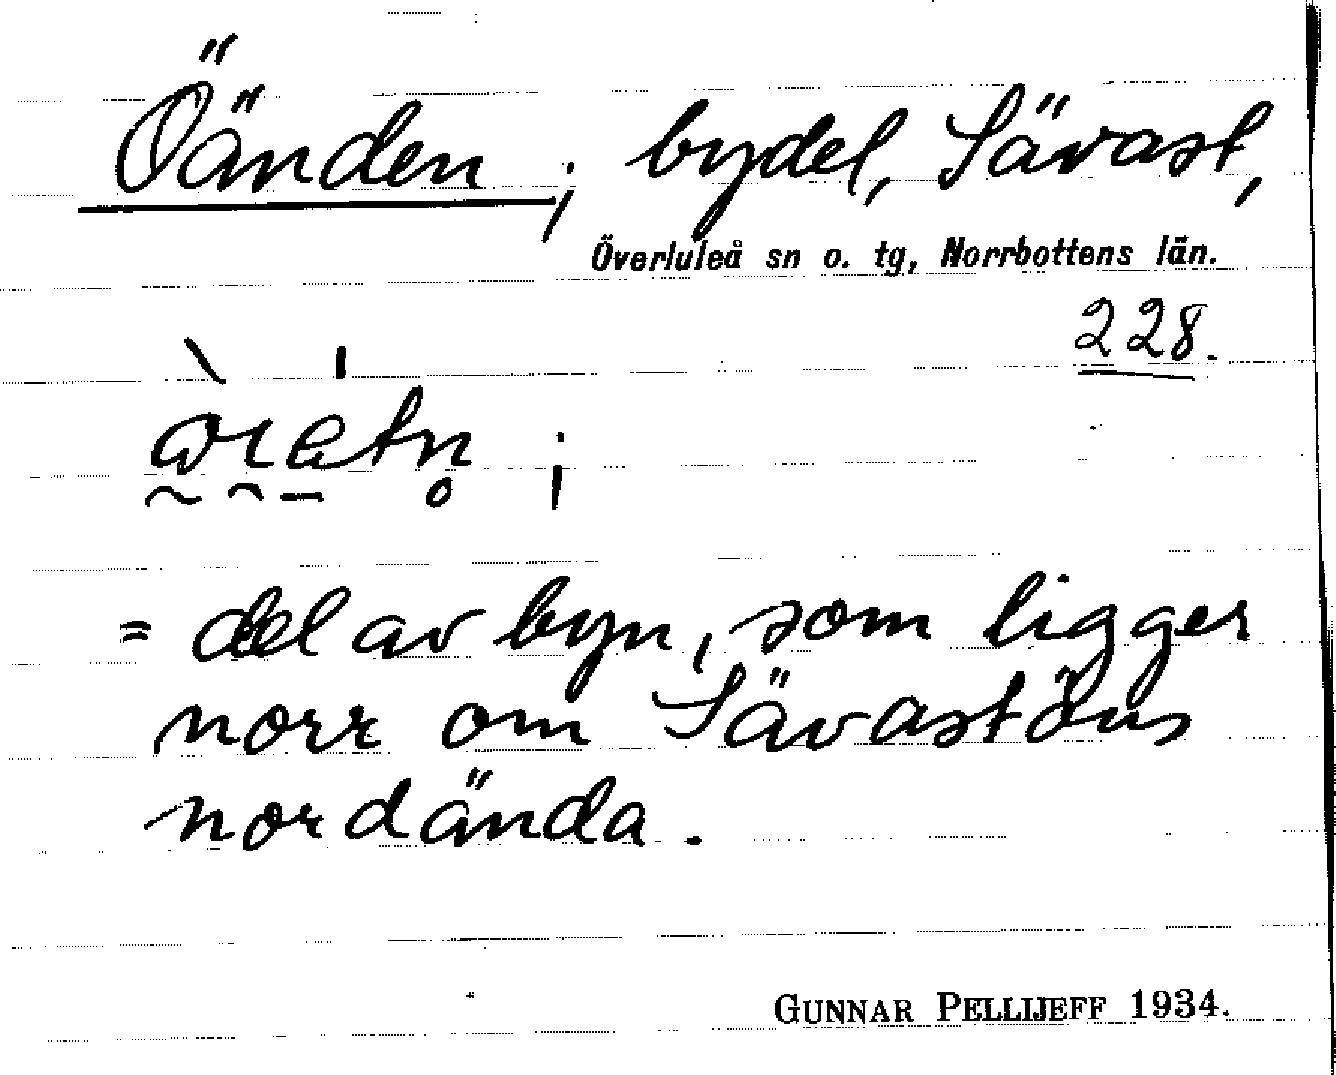 Öänden; bydel, Sävast,
Överluleå sn o. tg, Norrbottens län.
228.
= del av byn, som ligger
norr om Sävastöns
nordända.
GUNNAR PELLIJEFF 1934.